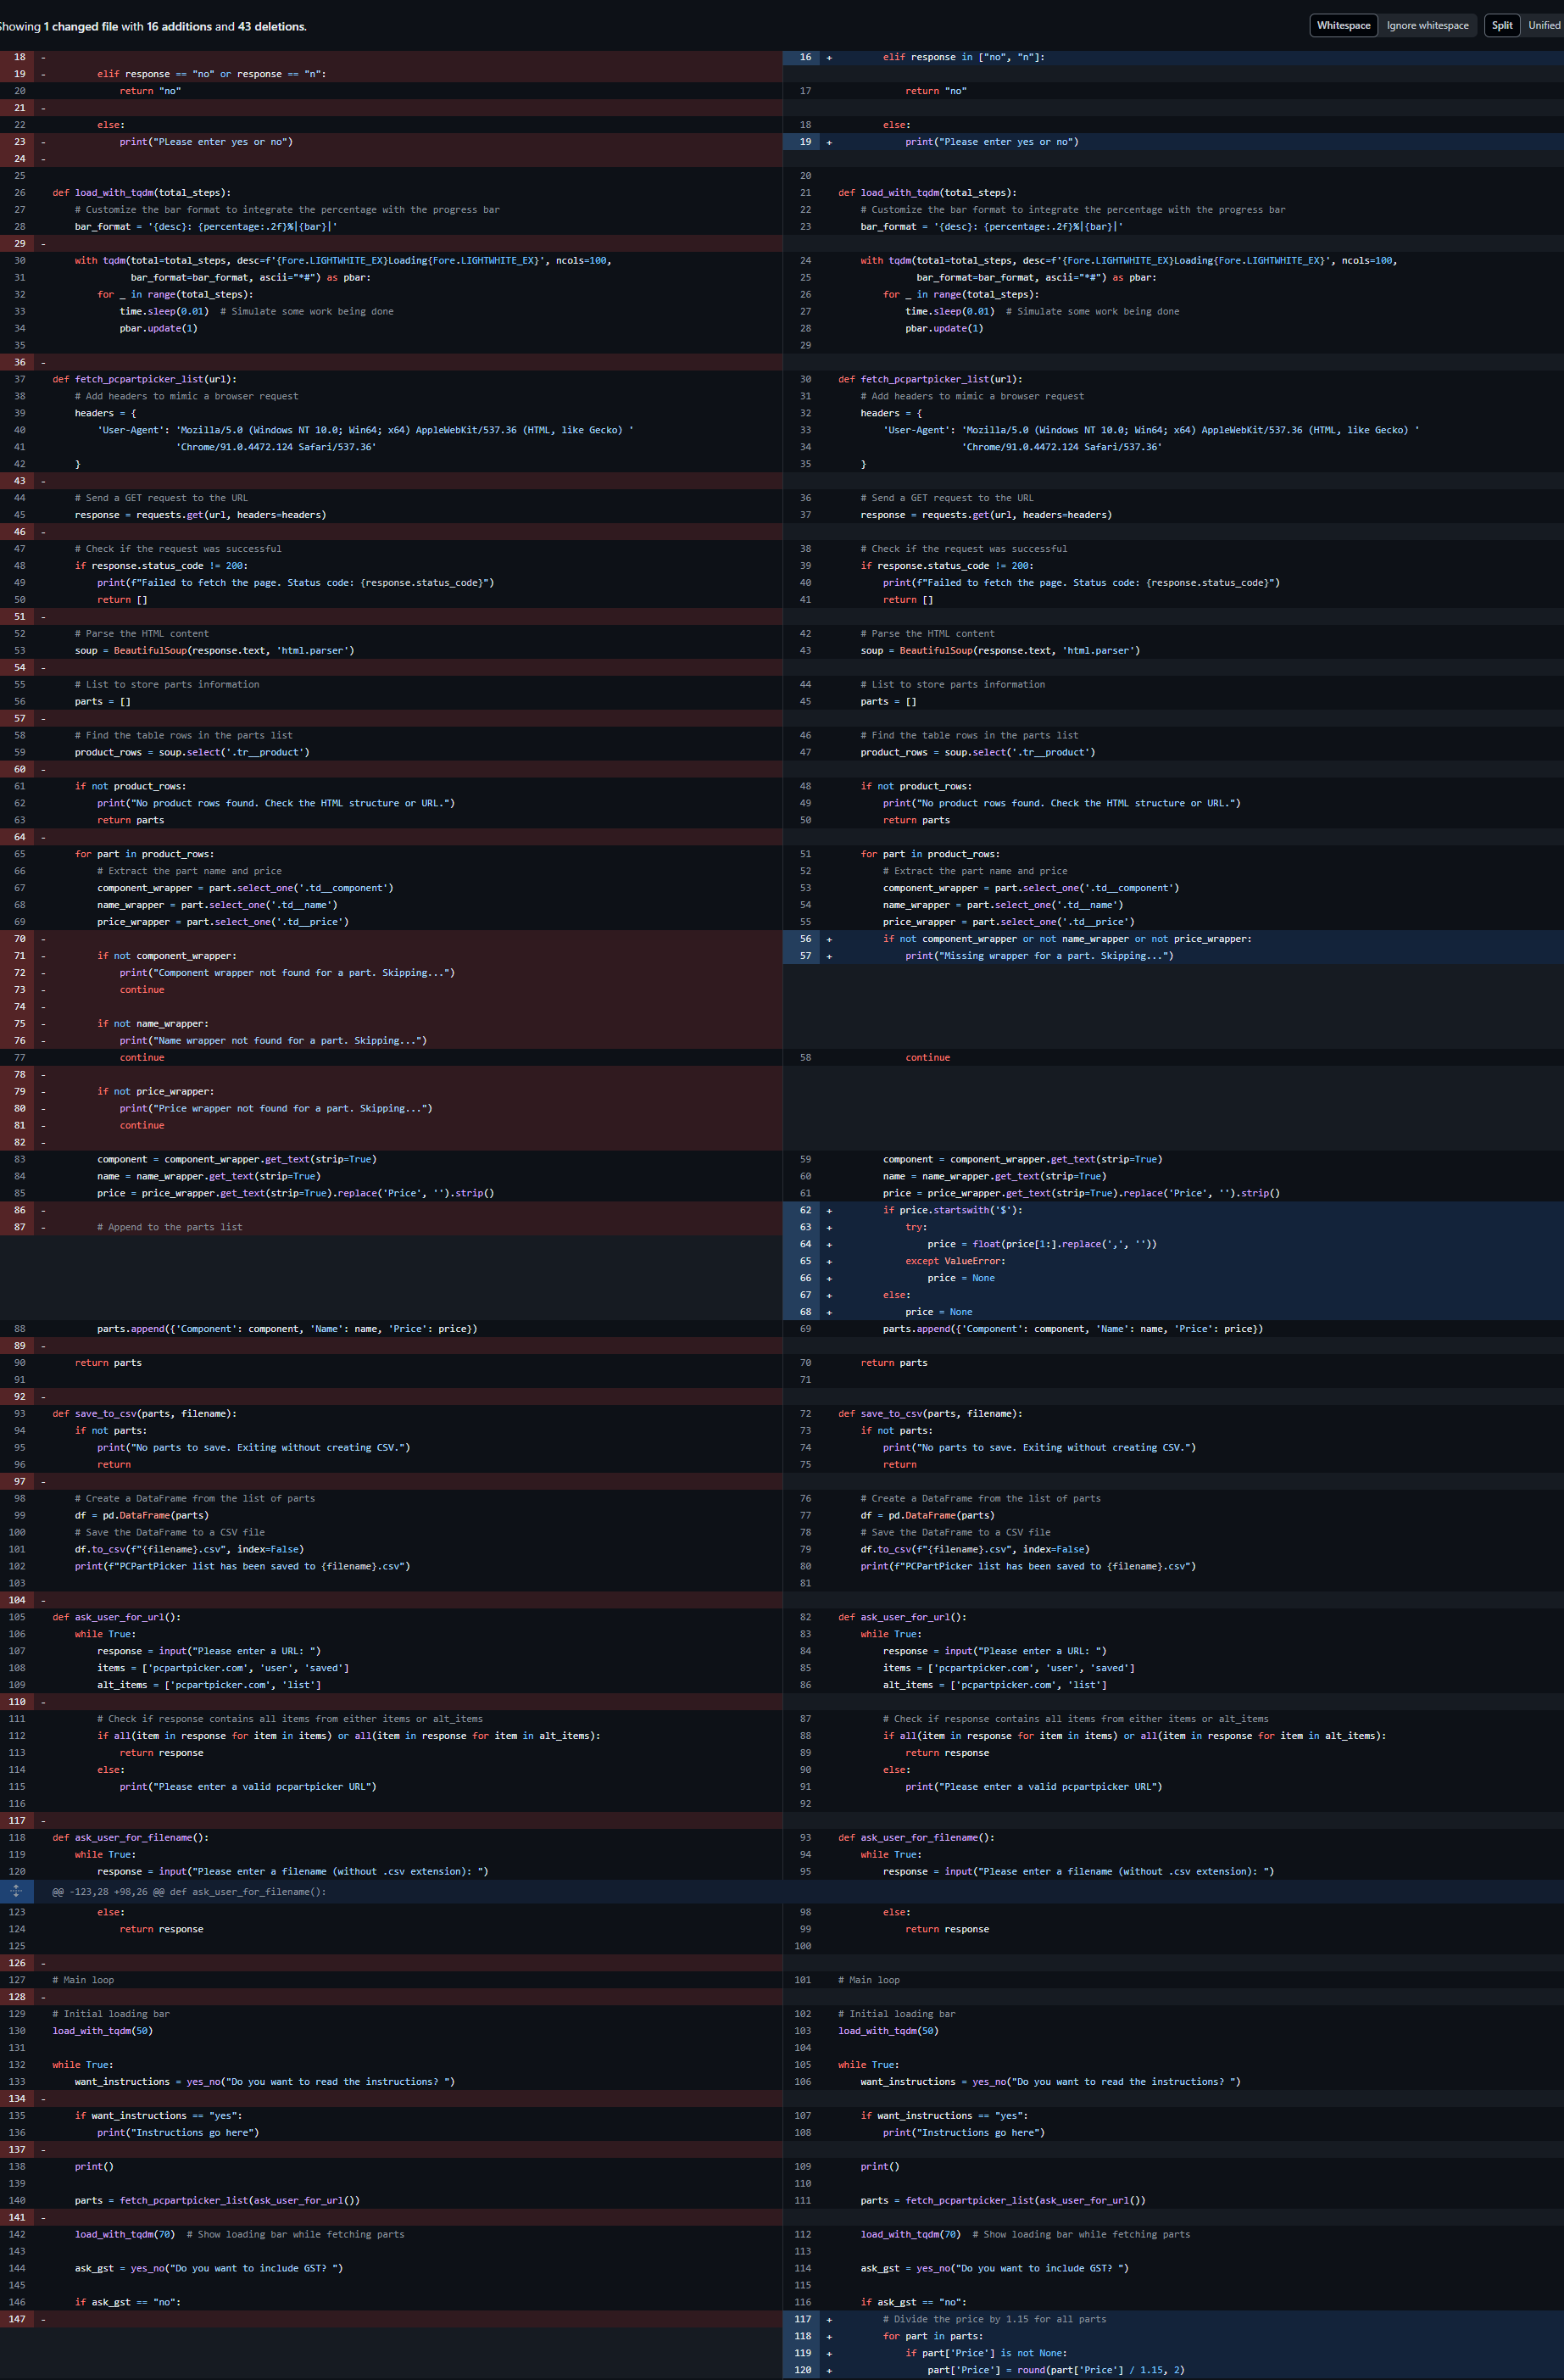 Showing 1 changed file with 16 additions and 43 deletions.
Whitespace Ignore whitespace Split Unified
18 -
19 -         elif response == "no" or response == "n":
20             return "no"
21 -
22         else:
23 -             print("PLease enter yes or no")
24 -
25
26 def load_with_tqdm(total_steps):
27     # Customize the bar format to integrate the percentage with the progress bar
28     bar_format = '{desc}: {percentage:.2f}%|{bar}|'
29 -
30     with tqdm(total=total_steps, desc=f'{Fore.LIGHTWHITE_EX}Loading{Fore.LIGHTWHITE_EX}', ncols=100,
31               bar_format=bar_format, ascii="*#") as pbar:
32         for _ in range(total_steps):
33             time.sleep(0.01)  # Simulate some work being done
34             pbar.update(1)
35
36 -
37 def fetch_pcpartpicker_list(url):
38     # Add headers to mimic a browser request
39     headers = {
40         'User-Agent': 'Mozilla/5.0 (Windows NT 10.0; Win64; x64) AppleWebKit/537.36 (HTML, like Gecko) '
41                       'Chrome/91.0.4472.124 Safari/537.36'
42     }
43 -
44     # Send a GET request to the URL
45     response = requests.get(url, headers=headers)
46 -
47     # Check if the request was successful
48     if response.status_code != 200:
49         print(f"Failed to fetch the page. Status code: {response.status_code}")
50         return []
51 -
52     # Parse the HTML content
53     soup = BeautifulSoup(response.text, 'html.parser')
54 -
55     # List to store parts information
56     parts = []
57 -
58     # Find the table rows in the parts list
59     product_rows = soup.select('.tr__product')
60 -
61     if not product_rows:
62         print("No product rows found. Check the HTML structure or URL.")
63         return parts
64 -
65     for part in product_rows:
66         # Extract the part name and price
67         component_wrapper = part.select_one('.td__component')
68         name_wrapper = part.select_one('.td__name')
69         price_wrapper = part.select_one('.td__price')
70 -
71 -         if not component_wrapper:
72 -             print("Component wrapper not found for a part. Skipping...")
73 -             continue
74 -
75 -         if not name_wrapper:
76 -             print("Name wrapper not found for a part. Skipping...")
77             continue
78 -
79 -         if not price_wrapper:
80 -             print("Price wrapper not found for a part. Skipping...")
81 -             continue
82 -
83         component = component_wrapper.get_text(strip=True)
84         name = name_wrapper.get_text(strip=True)
85         price = price_wrapper.get_text(strip=True).replace('Price', '').strip()
86 -
87 -         # Append to the parts list
88         parts.append({'Component': component, 'Name': name, 'Price': price})
89 -
90     return parts
91
92 -
93 def save_to_csv(parts, filename):
94     if not parts:
95         print("No parts to save. Exiting without creating CSV.")
96         return
97 -
98     # Create a DataFrame from the list of parts
99     df = pd.DataFrame(parts)
100     # Save the DataFrame to a CSV file
101     df.to_csv(f"{filename}.csv", index=False)
102     print(f"PCPartPicker list has been saved to {filename}.csv")
103
104 -
105 def ask_user_for_url():
106     while True:
107         response = input("Please enter a URL: ")
108         items = ['pcpartpicker.com', 'user', 'saved']
109         alt_items = ['pcpartpicker.com', 'list']
110 -
111         # Check if response contains all items from either items or alt_items
112         if all(item in response for item in items) or all(item in response for item in alt_items):
113             return response
114         else:
115             print("Please enter a valid pcpartpicker URL")
116
117 -
118 def ask_user_for_filename():
119     while True:
120         response = input("Please enter a filename (without .csv extension): ")
@@ -123,28 +98,26 @@ def ask_user_for_filename():
123         else:
124             return response
125
126 -
127 # Main loop
128 -
129 # Initial loading bar
130 load_with_tqdm(50)
131
132 while True:
133     want_instructions = yes_no("Do you want to read the instructions? ")
134 -
135     if want_instructions == "yes":
136         print("Instructions go here")
137 -
138     print()
139
140     parts = fetch_pcpartpicker_list(ask_user_for_url())
141 -
142     load_with_tqdm(70)  # Show loading bar while fetching parts
143
144     ask_gst = yes_no("Do you want to include GST? ")
145
146     if ask_gst == "no":
147 -
16 +         elif response in ["no", "n"]:
17             return "no"
18         else:
19 +             print("Please enter yes or no")
20
21 def load_with_tqdm(total_steps):
22     # Customize the bar format to integrate the percentage with the progress bar
23     bar_format = '{desc}: {percentage:.2f}%|{bar}|'
24     with tqdm(total=total_steps, desc=f'{Fore.LIGHTWHITE_EX}Loading{Fore.LIGHTWHITE_EX}', ncols=100,
25               bar_format=bar_format, ascii="*#") as pbar:
26         for _ in range(total_steps):
27             time.sleep(0.01)  # Simulate some work being done
28             pbar.update(1)
29
30 def fetch_pcpartpicker_list(url):
31     # Add headers to mimic a browser request
32     headers = {
33         'User-Agent': 'Mozilla/5.0 (Windows NT 10.0; Win64; x64) AppleWebKit/537.36 (HTML, like Gecko) '
34                       'Chrome/91.0.4472.124 Safari/537.36'
35     }
36     # Send a GET request to the URL
37     response = requests.get(url, headers=headers)
38     # Check if the request was successful
39     if response.status_code != 200:
40         print(f"Failed to fetch the page. Status code: {response.status_code}")
41         return []
42     # Parse the HTML content
43     soup = BeautifulSoup(response.text, 'html.parser')
44     # List to store parts information
45     parts = []
46     # Find the table rows in the parts list
47     product_rows = soup.select('.tr__product')
48     if not product_rows:
49         print("No product rows found. Check the HTML structure or URL.")
50         return parts
51     for part in product_rows:
52         # Extract the part name and price
53         component_wrapper = part.select_one('.td__component')
54         name_wrapper = part.select_one('.td__name')
55         price_wrapper = part.select_one('.td__price')
56 +         if not component_wrapper or not name_wrapper or not price_wrapper:
57 +             print("Missing wrapper for a part. Skipping...")
58             continue
59         component = component_wrapper.get_text(strip=True)
60         name = name_wrapper.get_text(strip=True)
61         price = price_wrapper.get_text(strip=True).replace('Price', '').strip()
62 +         if price.startswith('$'):
63 +             try:
64 +                 price = float(price[1:].replace(',', ''))
65 +             except ValueError:
66 +                 price = None
67 +         else:
68 +             price = None
69         parts.append({'Component': component, 'Name': name, 'Price': price})
70     return parts
71
72 def save_to_csv(parts, filename):
73     if not parts:
74         print("No parts to save. Exiting without creating CSV.")
75         return
76     # Create a DataFrame from the list of parts
77     df = pd.DataFrame(parts)
78     # Save the DataFrame to a CSV file
79     df.to_csv(f"{filename}.csv", index=False)
80     print(f"PCPartPicker list has been saved to {filename}.csv")
81
82 def ask_user_for_url():
83     while True:
84         response = input("Please enter a URL: ")
85         items = ['pcpartpicker.com', 'user', 'saved']
86         alt_items = ['pcpartpicker.com', 'list']
87         # Check if response contains all items from either items or alt_items
88         if all(item in response for item in items) or all(item in response for item in alt_items):
89             return response
90         else:
91             print("Please enter a valid pcpartpicker URL")
92
93 def ask_user_for_filename():
94     while True:
95         response = input("Please enter a filename (without .csv extension): ")
98         else:
99             return response
100
101 # Main loop
102 # Initial loading bar
103 load_with_tqdm(50)
104
105 while True:
106     want_instructions = yes_no("Do you want to read the instructions? ")
107     if want_instructions == "yes":
108         print("Instructions go here")
109     print()
110
111     parts = fetch_pcpartpicker_list(ask_user_for_url())
112     load_with_tqdm(70)  # Show loading bar while fetching parts
113
114     ask_gst = yes_no("Do you want to include GST? ")
115
116     if ask_gst == "no":
117 +         # Divide the price by 1.15 for all parts
118 +         for part in parts:
119 +             if part['Price'] is not None:
120 +                 part['Price'] = round(part['Price'] / 1.15, 2)